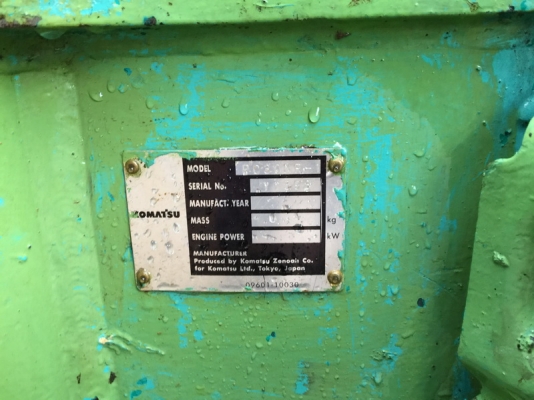 MODEL
SERIAL No.
MANUFACT. YEAR
KOMATSU
MASS kg
ENGINE POWER kW
MANUFACTURER
Produced by Komatsu Zenoair Co.
for Komatsu Ltd., Tokyo, Japan
09601-10030